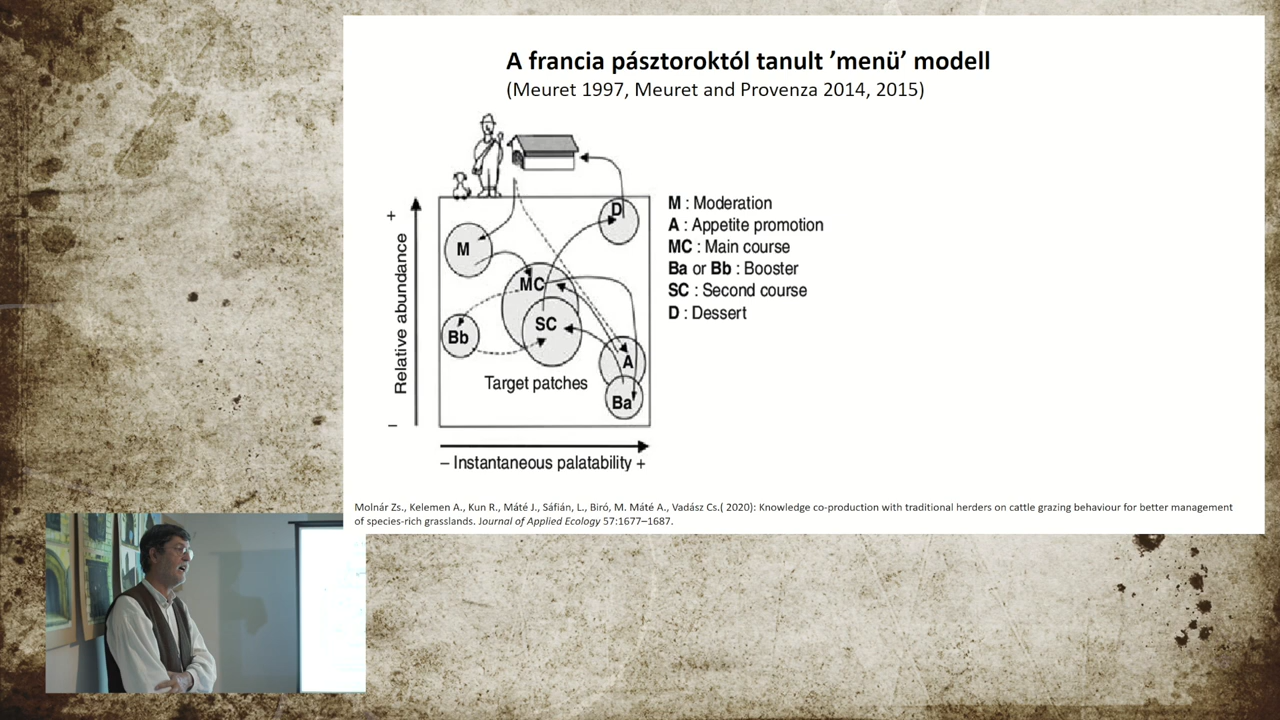 A francia pásztoroktól tanult ’menü’ modell
(Meuret 1997, Meuret and Provenza 2014, 2015)
M
D
MC
SC
Bb
A
Ba
Target patches
+
Relative abundance
–
– Instantaneous palatability +
M : Moderation
A : Appetite promotion
MC : Main course
Ba or Bb : Booster
SC : Second course
D : Dessert
Molnár Zs., Kelemen A., Kun R., Máté J., Sáfián, L., Biró, M. Máté A., Vadász Cs.( 2020): Knowledge co-production with traditional herders on cattle grazing behaviour for better management
of species-rich grasslands. Journal of Applied Ecology 57:1677–1687.